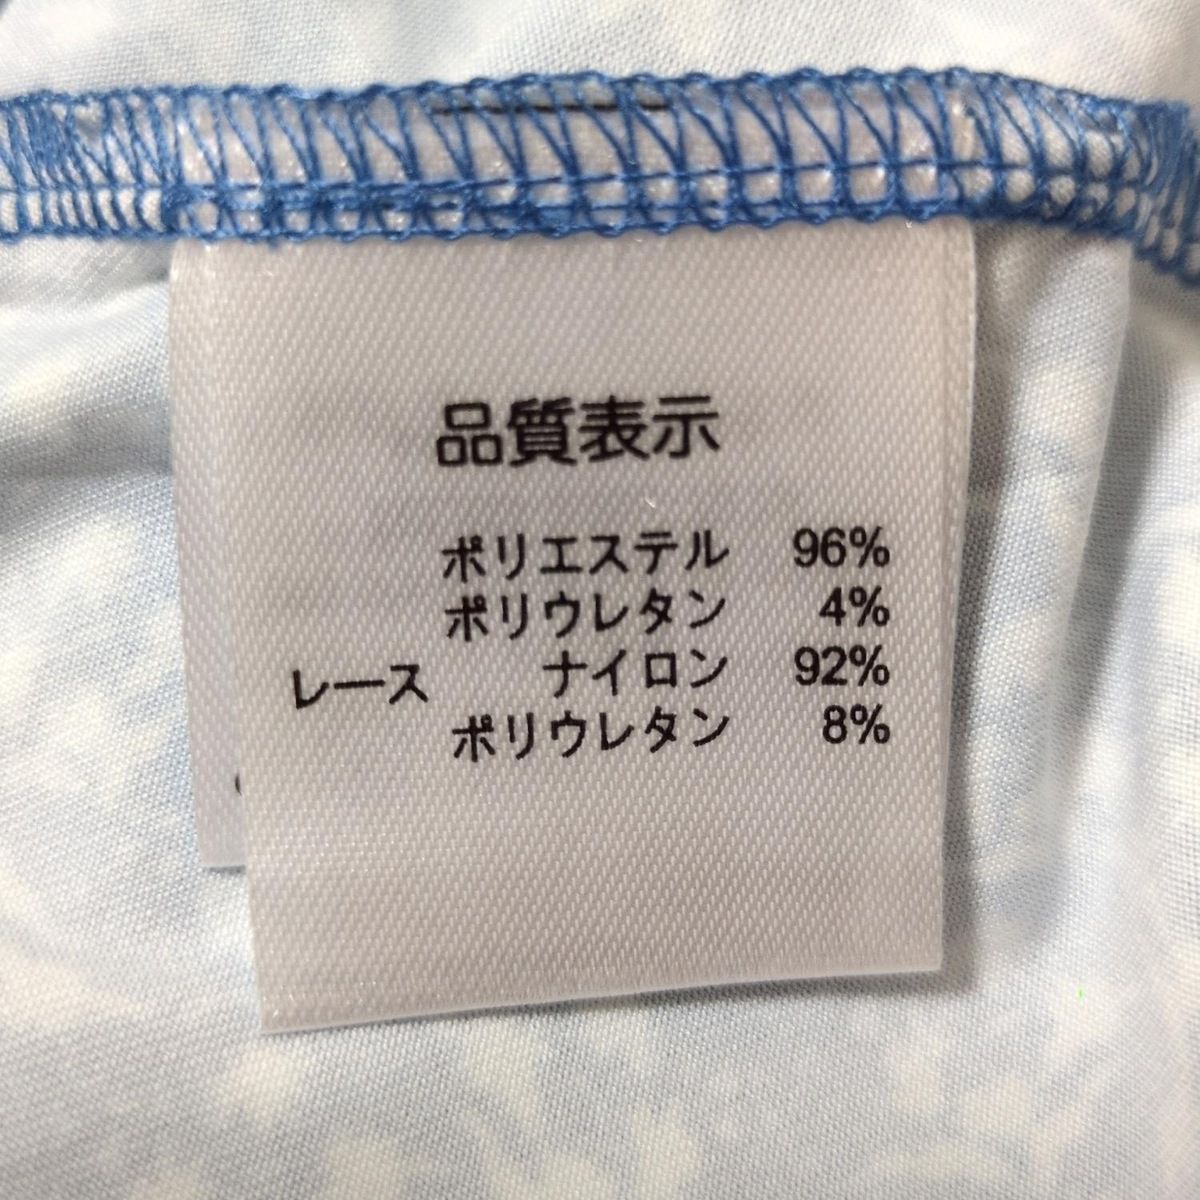 品質表示
ポリエステル 96%
ポリウレタン 4%
レース ナイロン 92%
ポリウレタン 8%